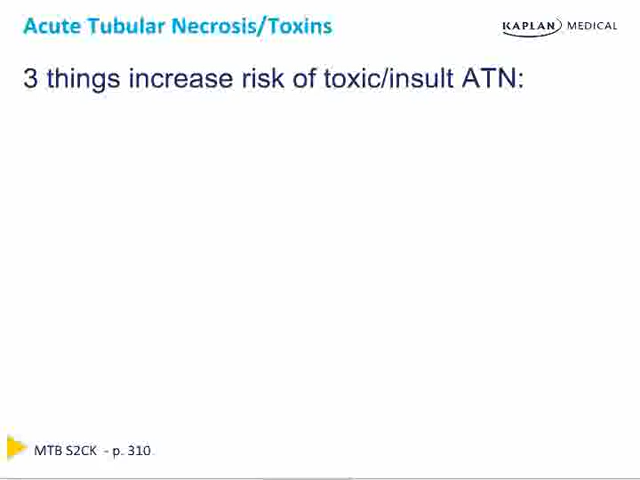 Acute Tubular Necrosis/Toxins
KAPLAN MEDICAL
3 things increase risk of toxic/insult ATN:
MTB S2CK - p. 310